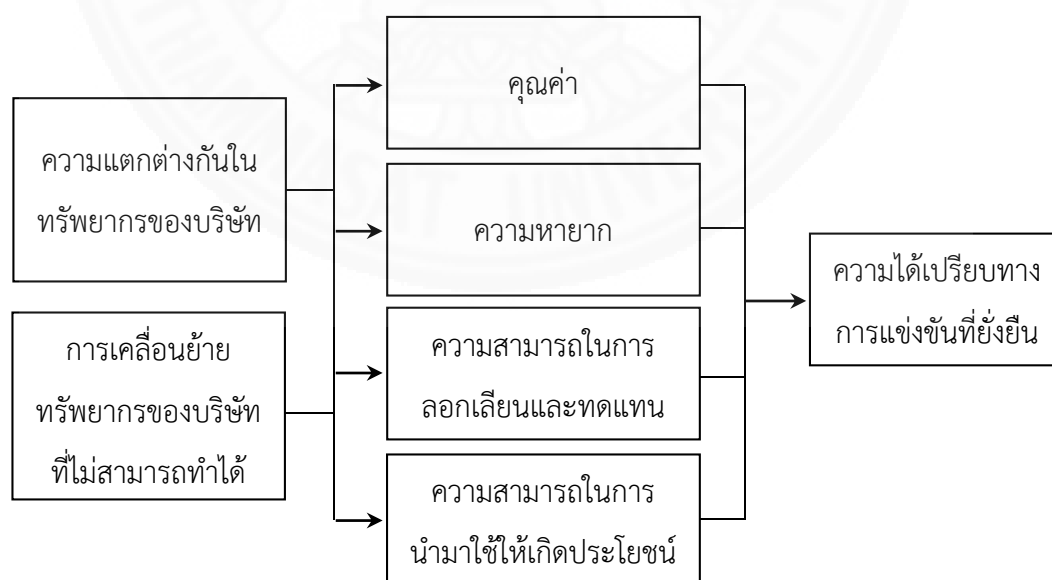 ความแตกต่างกันใน
ทรัพยากรของบริษัท
การเคลื่อนย้าย
ทรัพยากรของบริษัท
ที่ไม่สามารถทำได้
คุณค่า
ความหายาก
ความสามารถในการ
ลอกเลียนและทดแทน
ความสามารถในการ
นำมาใช้ให้เกิดประโยชน์
ความได้เปรียบทาง
การแข่งขันที่ยั่งยืน